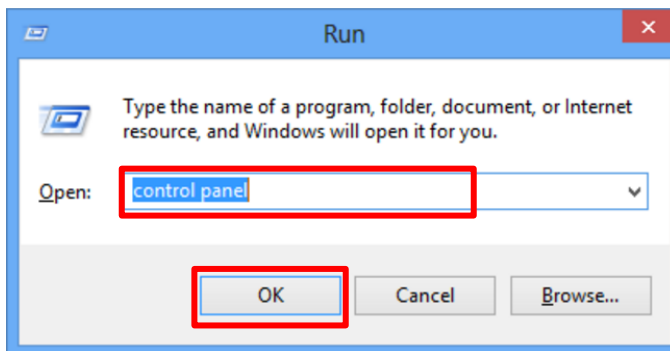 Run
Type the name of a program, folder, document, or Internet
resource, and Windows will open it for you.
Open: control panel
OK Cancel Browse...